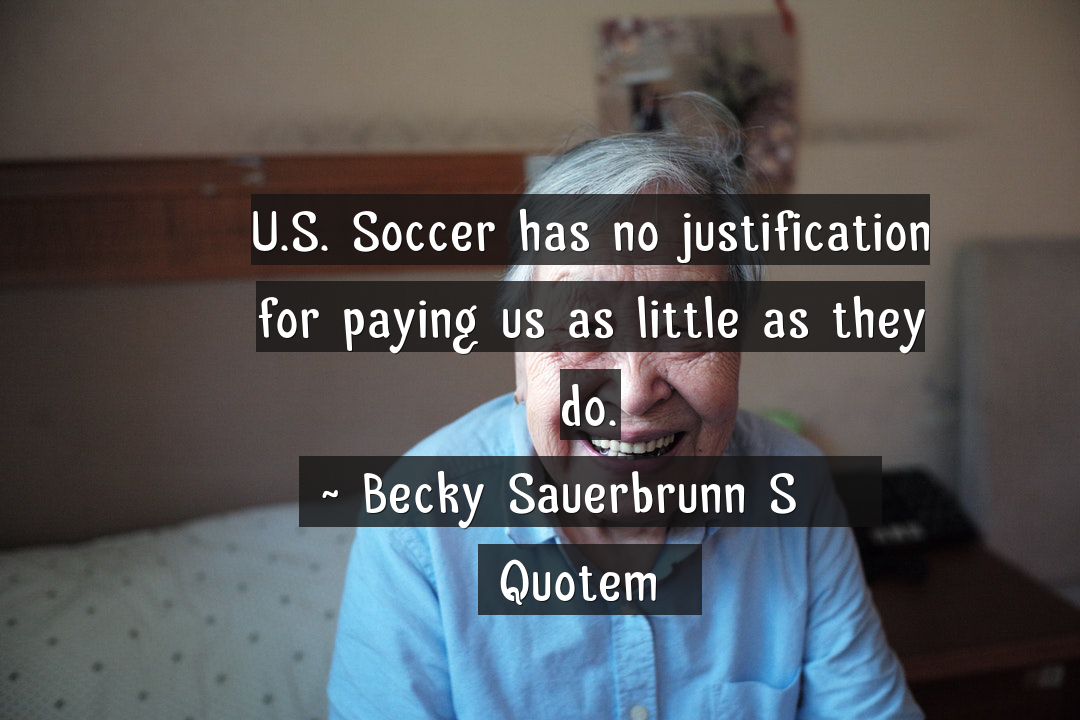 U.S. Soccer has no justification
for paying us as little as they
do.
~ Becky Sauerbrunn S
Quotem